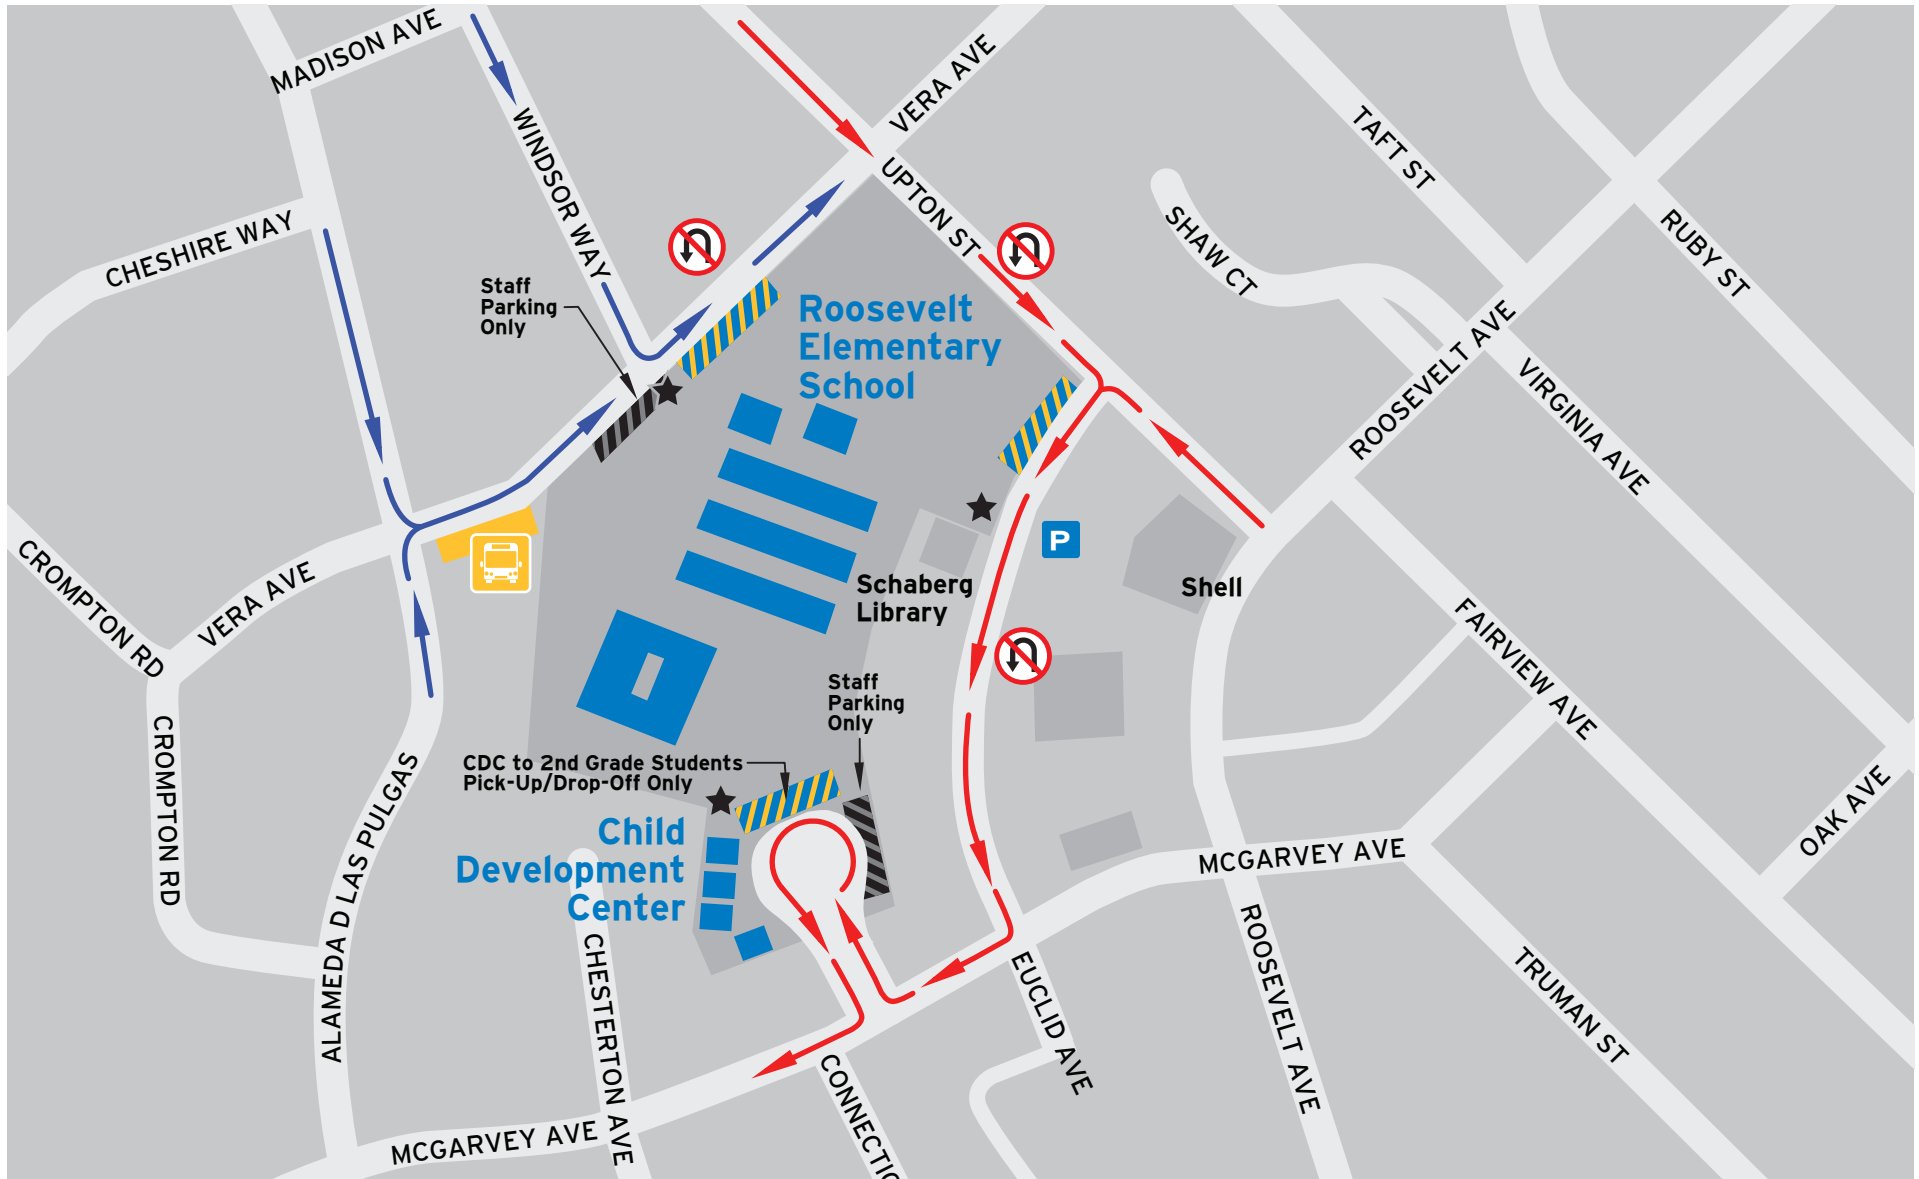 MADISON AVE
VERA AVE
WINDSOR WAY
TAFT ST
CHESHIRE WAY
UPTON ST
SHAW CT
RUBY ST
Staff
Parking
Only
Roosevelt
Elementary
School
ROOSEVELT AVE
VIRGINIA AVE
CROMPTON RD
VERA AVE
P
Schaberg
Library
Shell
FAIRVIEW AVE
Staff
Parking
Only
CROMPTON RD
CDC to 2nd Grade Students
Pick-Up/Drop-Off Only
ALAMEDA D LAS PULGAS
Child
Development
Center
OAK AVE
MCGARVEY AVE
CHESTERTON AVE
EUCLID AVE
ROOSEVELT AVE
TRUMAN ST
CONNECTIC
MCGARVEY AVE